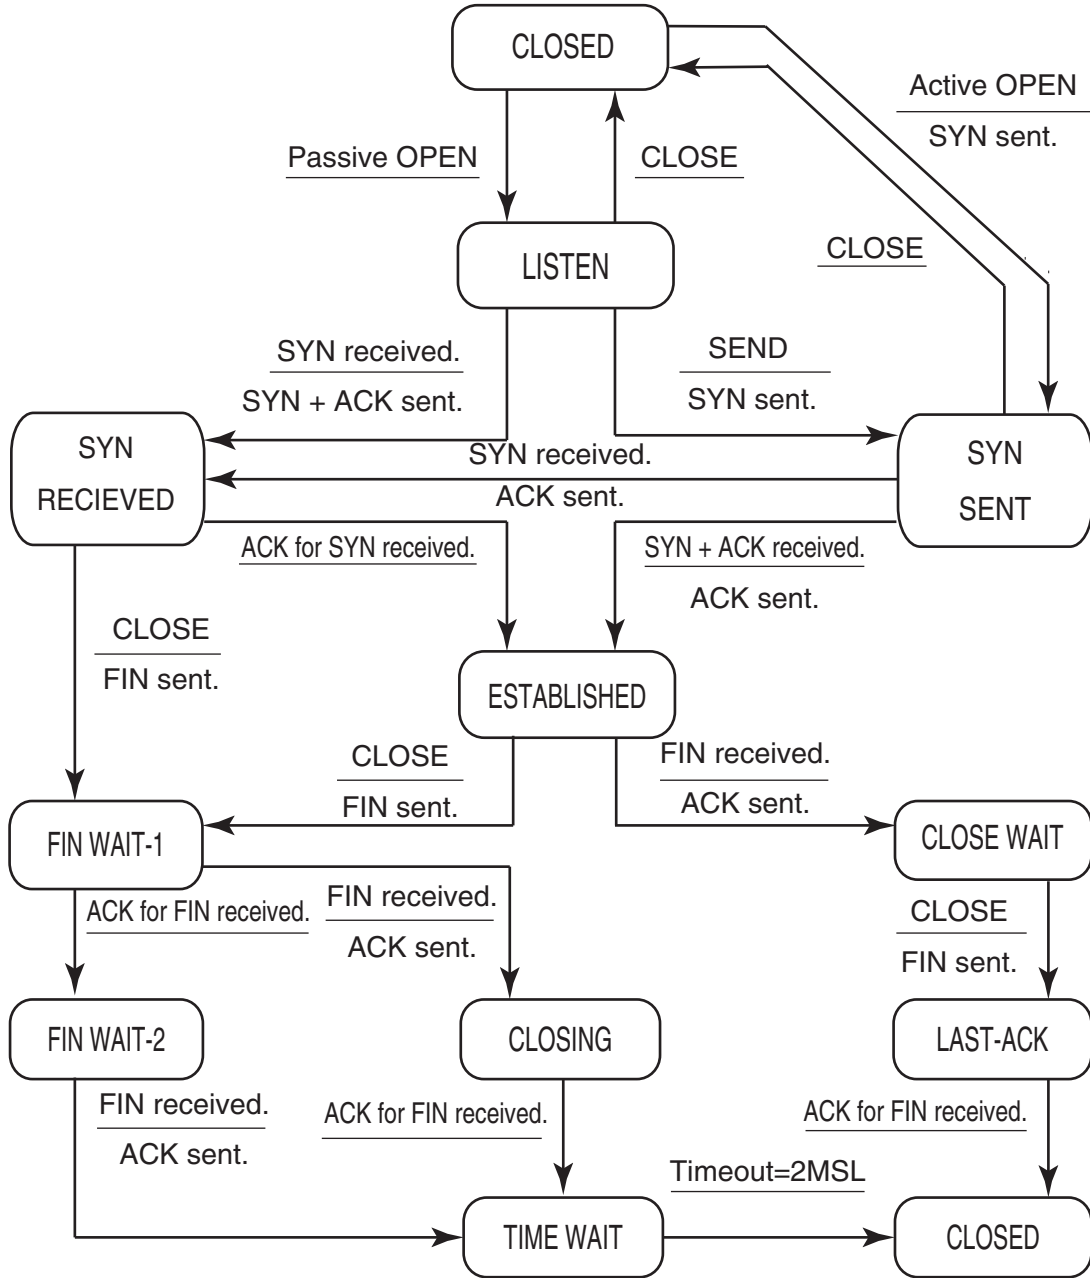 CLOSED
Active OPEN
SYN sent.
Passive OPEN
CLOSE
CLOSE
LISTEN
SYN received.
SYN + ACK sent.
SEND
SYN sent.
SYN
RECIEVED
SYN received.
ACK sent.
SYN
SENT
ACK for SYN received.
SYN + ACK received.
ACK sent.
CLOSE
FIN sent.
ESTABLISHED
CLOSE
FIN sent.
FIN received.
ACK sent.
FIN WAIT-1
CLOSE WAIT
ACK for FIN received.
FIN received.
ACK sent.
CLOSE
FIN sent.
FIN WAIT-2
CLOSING
LAST-ACK
FIN received.
ACK sent.
ACK for FIN received.
ACK for FIN received.
Timeout=2MSL
TIME WAIT
CLOSED